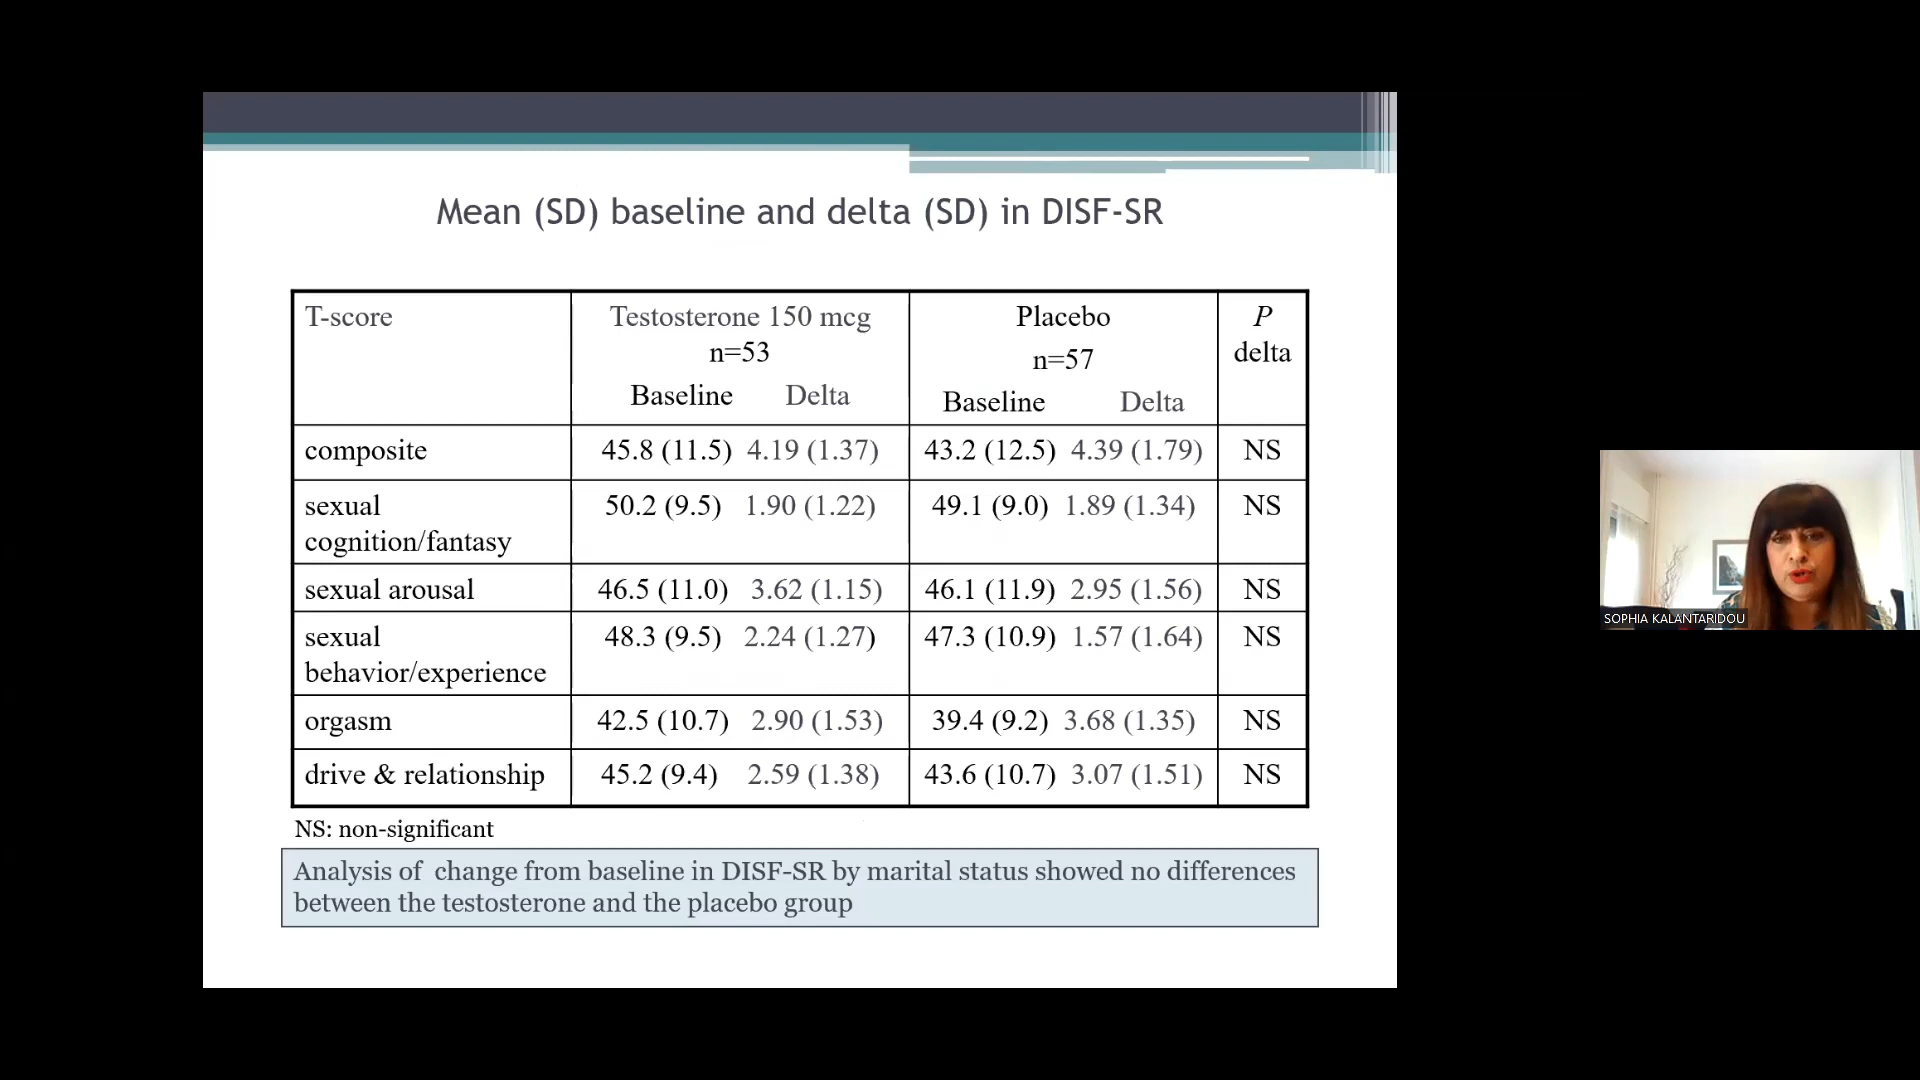 Mean (SD) baseline and delta (SD) in DISF-SR
T-score
Testosterone 150 mcg
n=53
Baseline Delta
Placebo
n=57
Baseline Delta
P
delta
composite 45.8 (11.5) 4.19 (1.37) 43.2 (12.5) 4.39 (1.79) NS
sexual
cognition/fantasy
50.2 (9.5) 1.90 (1.22) 49.1 (9.0) 1.89 (1.34) NS
sexual arousal 46.5 (11.0) 3.62 (1.15) 46.1 (11.9) 2.95 (1.56) NS
sexual
behavior/experience
48.3 (9.5) 2.24 (1.27) 47.3 (10.9) 1.57 (1.64) NS
orgasm 42.5 (10.7) 2.90 (1.53) 39.4 (9.2) 3.68 (1.35) NS
drive & relationship 45.2 (9.4) 2.59 (1.38) 43.6 (10.7) 3.07 (1.51) NS
NS: non-significant
Analysis of change from baseline in DISF-SR by marital status showed no differences
between the testosterone and the placebo group
SOPHIA KALANTARIDOU